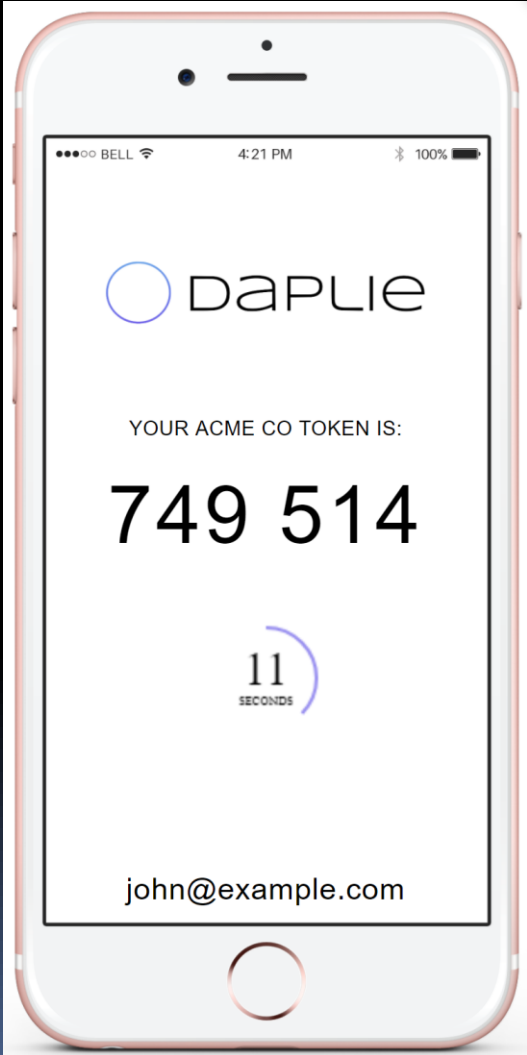 BELL 4:21 PM 100%
DAPLIE
YOUR ACME CO TOKEN IS:
749 514
11
SECONDS
john@example.com